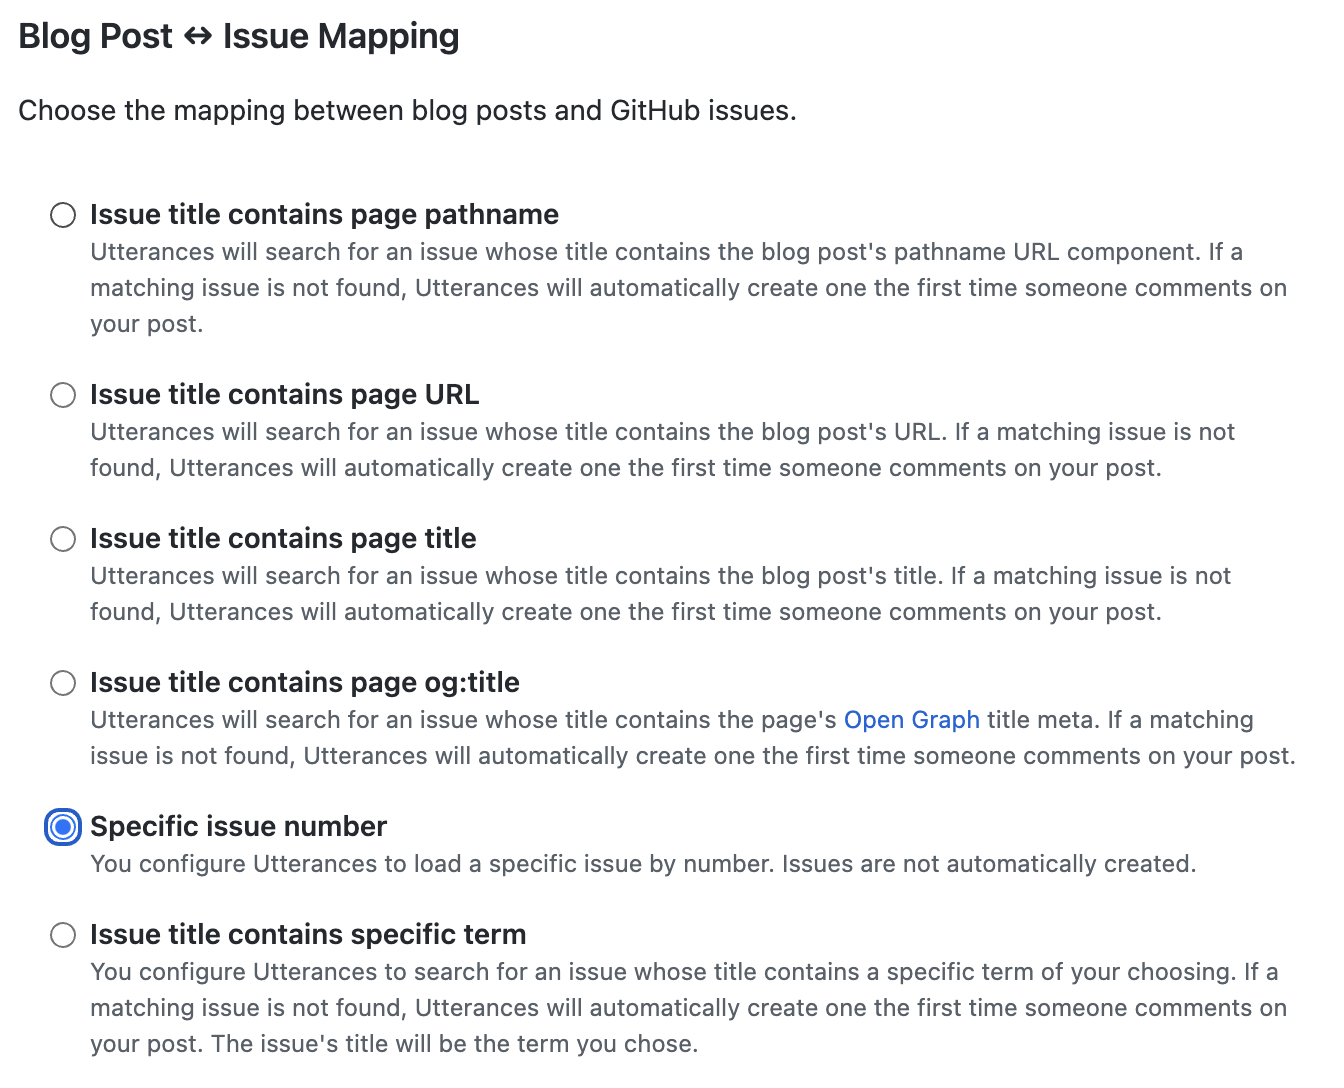 Blog Post ↔ Issue Mapping
Choose the mapping between blog posts and GitHub issues.
Issue title contains page pathname
Utterances will search for an issue whose title contains the blog post's pathname URL component. If a
matching issue is not found, Utterances will automatically create one the first time someone comments on
your post.
Issue title contains page URL
Utterances will search for an issue whose title contains the blog post's URL. If a matching issue is not
found, Utterances will automatically create one the first time someone comments on your post.
Issue title contains page title
Utterances will search for an issue whose title contains the blog post's title. If a matching issue is not
found, Utterances will automatically create one the first time someone comments on your post.
Issue title contains page og:title
Utterances will search for an issue whose title contains the page's Open Graph title meta. If a matching
issue is not found, Utterances will automatically create one the first time someone comments on your post.
Specific issue number
You configure Utterances to load a specific issue by number. Issues are not automatically created.
Issue title contains specific term
You configure Utterances to search for an issue whose title contains a specific term of your choosing. If a
matching issue is not found, Utterances will automatically create one the first time someone comments on
your post. The issue's title will be the term you chose.